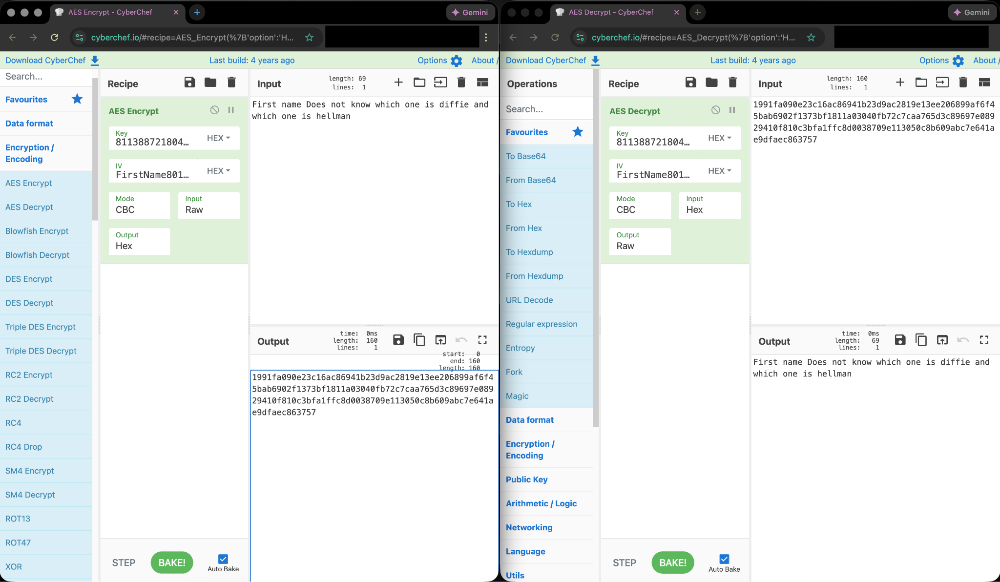 AES Encrypt - CyberChef
Gemini
cyberchef.io/#recipe=AES_Encrypt(%7B'option':'H...
Download CyberChef
Last build: 4 years ago
Options
About /
Search...
Favourites
Data format
Encryption /
Encoding
AES Encrypt
AES Decrypt
Blowfish Encrypt
Blowfish Decrypt
DES Encrypt
DES Decrypt
Triple DES Encrypt
Triple DES Decrypt
RC2 Encrypt
RC2 Decrypt
RC4
RC4 Drop
SM4 Encrypt
SM4 Decrypt
ROT13
ROT47
XOR
Recipe
AES Encrypt
Key
811388721804...
HEX
IV
FirstName801...
HEX
Mode
CBC
Input
Raw
Output
Hex
STEP
BAKE!
Auto Bake
Input
length: 69
lines: 1
First name Does not know which one is diffie and
which one is hellman
Output
time: 0ms
length: 160
lines: 1
start: 0
end: 160
length: 160
1991fa090e23c16ac86941b23d9ac2819e13ee206899af6f4
5bab6902f1373bf1811a03040fb72c7caa765d3c89697e089
29410f810c3bfa1ffc8d0038709e113050c8b609abc7e641a
e9dfaec863757
AES Decrypt - CyberChef
Gemini
cyberchef.io/#recipe=AES_Decrypt(%7B'option':'H...
Download CyberChef
Last build: 4 years ago
Options
About /
Operations
Search...
Favourites
To Base64
From Base64
To Hex
From Hex
To Hexdump
From Hexdump
URL Decode
Regular expression
Entropy
Fork
Magic
Data format
Encryption /
Encoding
Public Key
Arithmetic / Logic
Networking
Language
Utils
Recipe
AES Decrypt
Key
811388721804...
HEX
IV
FirstName801...
HEX
Mode
CBC
Input
Hex
Output
Raw
STEP
BAKE!
Auto Bake
Input
length: 160
lines: 1
1991fa090e23c16ac86941b23d9ac2819e13ee206899af6f4
5bab6902f1373bf1811a03040fb72c7caa765d3c89697e089
29410f810c3bfa1ffc8d0038709e113050c8b609abc7e641a
e9dfaec863757
Output
time: 0ms
length: 69
lines: 1
First name Does not know which one is diffie and
which one is hellman